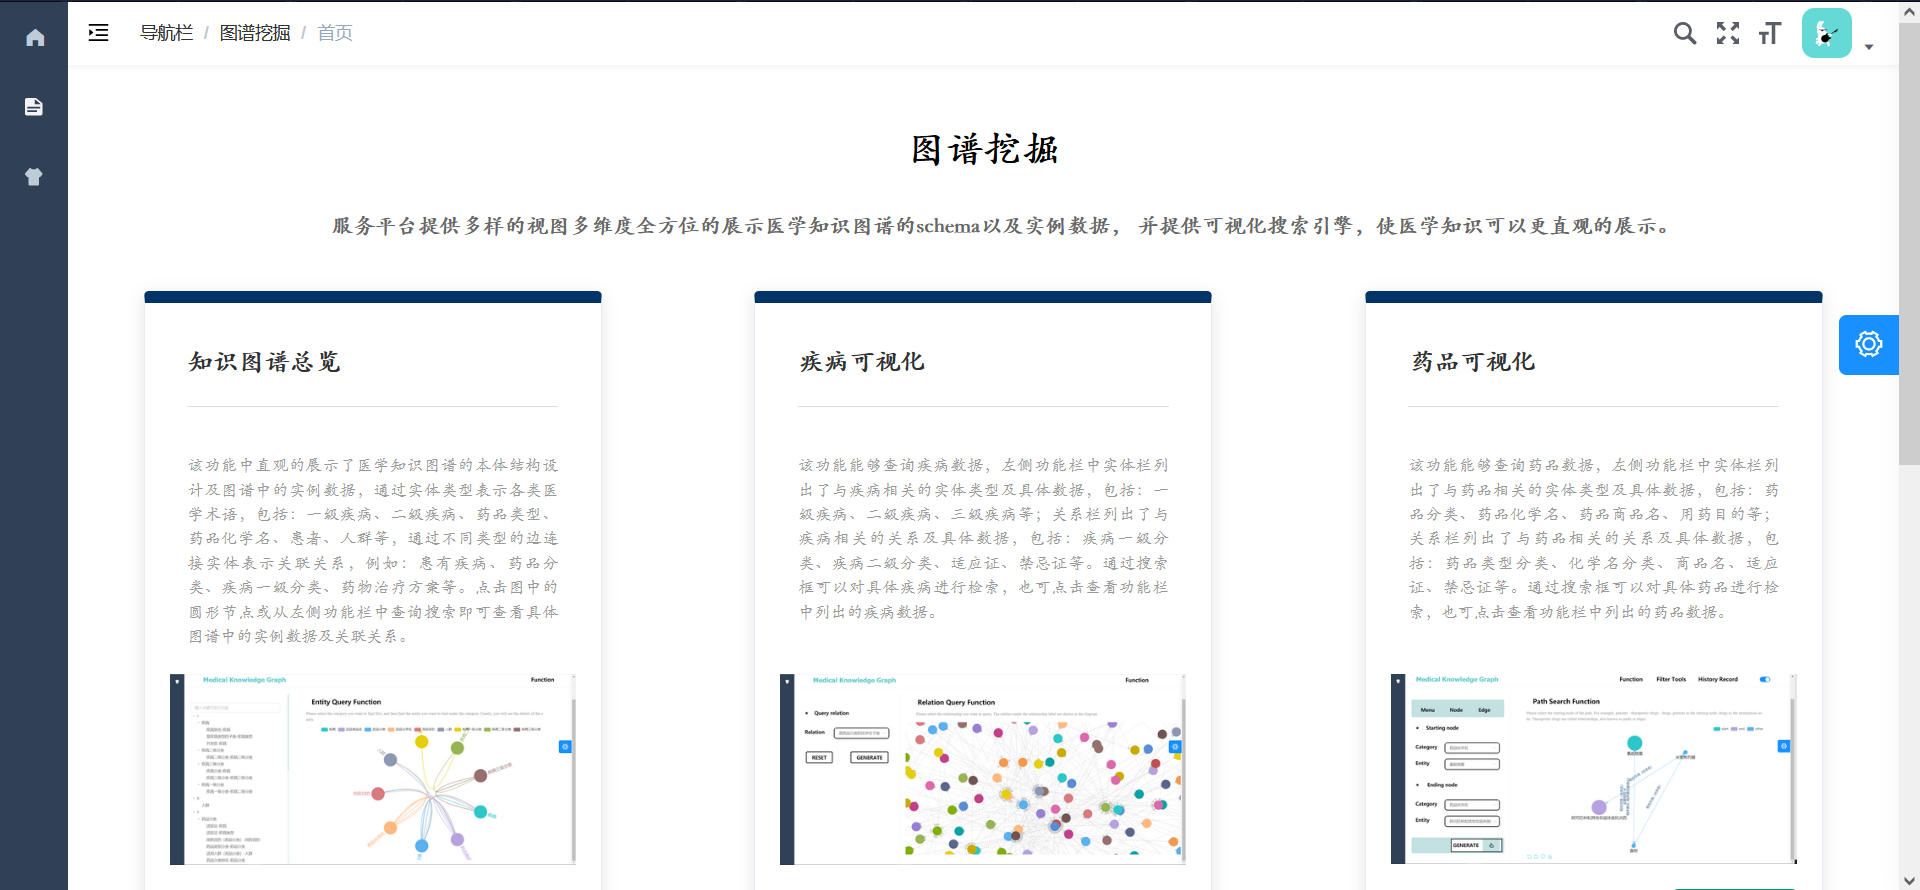 导航栏 / 图谱挖掘 / 首页
图谱挖掘
服务平台提供多样的视图多维度全方位的展示医学知识图谱的schema以及实例数据， 并提供可视化搜索引擎，使医学知识可以更直观的展示。
知识图谱总览
该功能中直观的展示了医学知识图谱的本体结构设
计及图谱中的实例数据，通过实体类型表示各类医
学术语，包括：一级疾病、二级疾病、药品类型、
药品化学名、患者、人群等，通过不同类型的边连
接实体表示关联关系，例如：患有疾病、药品分
类、疾病一级分类、药物治疗方案等。点击图中的
圆形节点或从左侧功能栏中查询搜索即可查看具体
图谱中的实例数据及关联关系。
Medical Knowledge Graph
Function
Entity Query Function
疾病可视化
该功能能够查询疾病数据，左侧功能栏中实体栏列
出了与疾病相关的实体类型及具体数据，包括：一
级疾病、二级疾病、三级疾病等；关系栏列出了与
疾病相关的关系及具体数据，包括：疾病一级分
类、疾病二级分类、适应证、禁忌证等。通过搜索
框可以对具体疾病进行检索，也可点击查看功能栏
中列出的疾病数据。
Medical Knowledge Graph
Function
Query relation
Relation
RESET
GENERATE
Relation Query Function
药品可视化
该功能能够查询药品数据，左侧功能栏中实体栏列
出了与药品相关的实体类型及具体数据，包括：药
品分类、药品化学名、药品商品名、用药目的等；
关系栏列出了与药品相关的关系及具体数据，包
括：药品类型分类、化学名分类、商品名、适应
证、禁忌证等。通过搜索框可以对具体药品进行检
索，也可点击查看功能栏中列出的药品数据。
Medical Knowledge Graph
Function Filter Tools History Record
Menu Node Edge
Starting node
Category
Entity
Ending node
Category
Entity
GENERATE
Path Search Function